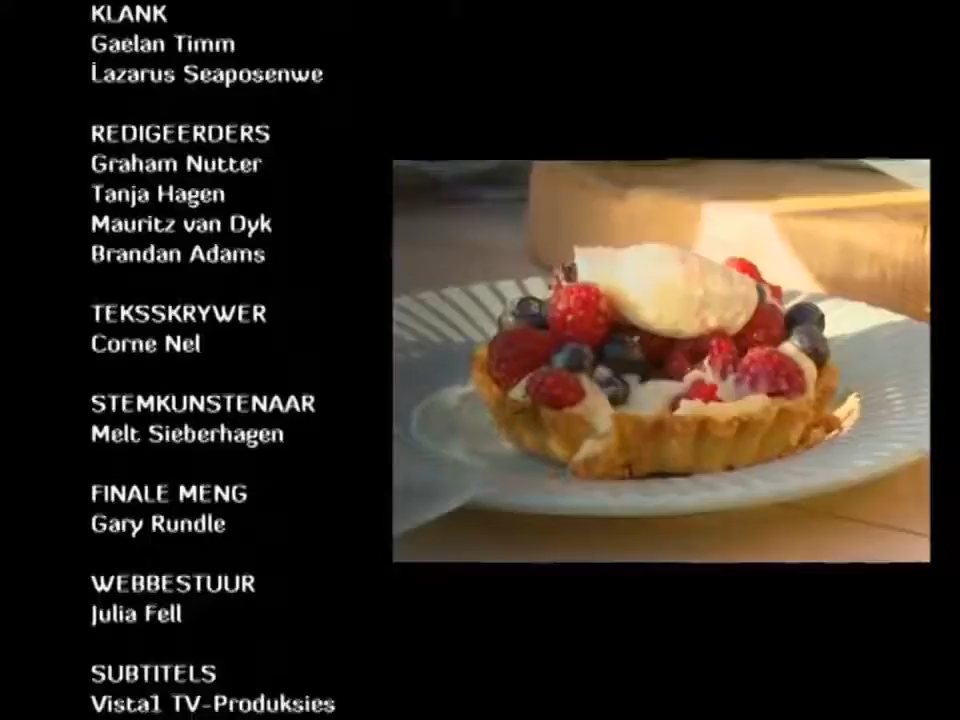 KLANK
Gaelan Timm
Lazarus Seaposenwe
REDIGEERDERS
Graham Nutter
Tanja Hagen
Mauritz van Dyk
Brandan Adams
TEKSSKRYWER
Corne Nel
STEMKUNSTENAAR
Melt Sieberhagen
FINALE MENG
Gary Rundle
WEBBESTUUR
Julia Fell
SUBTITELS
Vista1 TV-Produksies